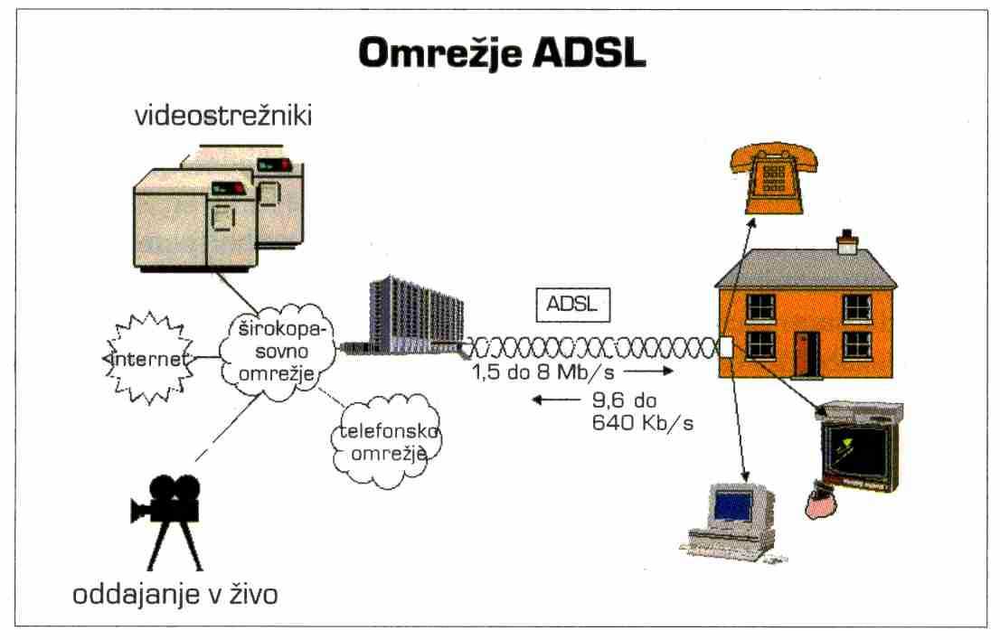 Omrežje ADSL
videostrežniki
internet
širokopa-
sovno
omrežje
telefonsko
omrežje
oddajanje v živo
ADSL
1,5 do 8 Mb/s
9,6 do
640 Kb/s